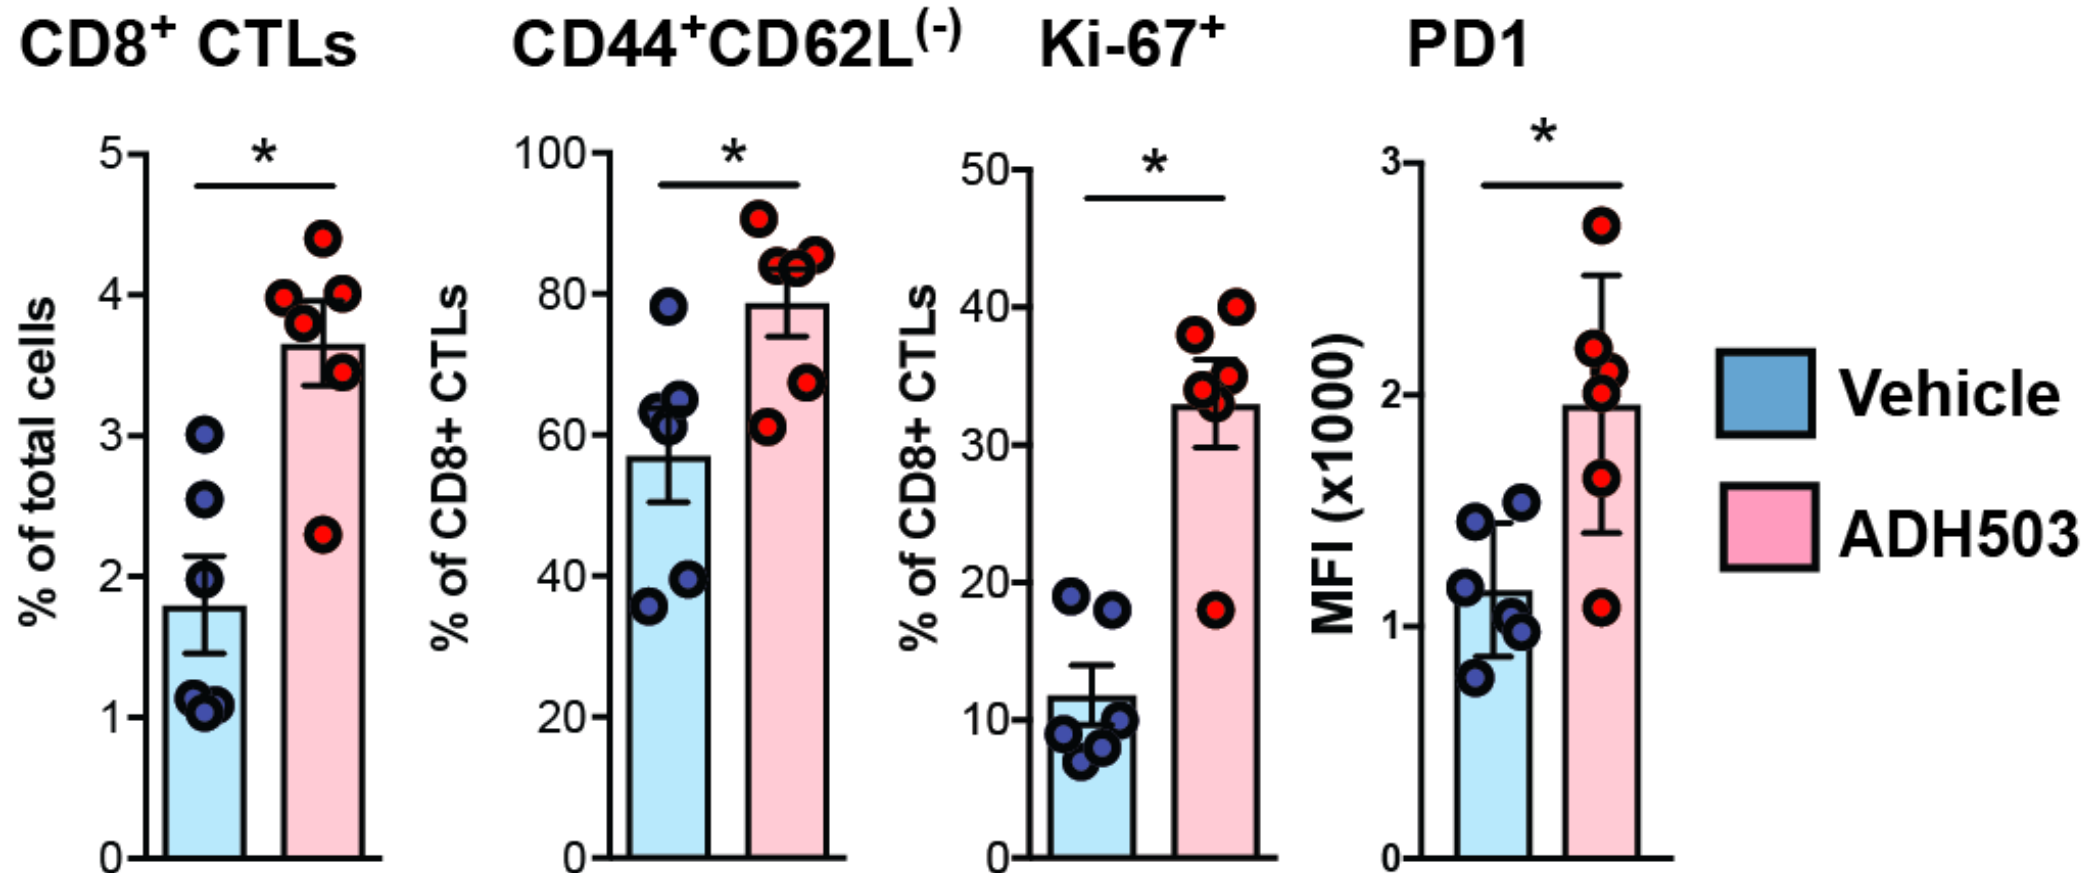 CD8⁺ CTLs
CD44⁺CD62L⁽⁻⁾
Ki-67⁺
PD1
% of total cells
5
4
3
2
1
0
*
% of CD8+ CTLs
100
80
60
40
20
0
*
% of CD8+ CTLs
50
40
30
20
10
0
*
MFI (x1000)
3
2
1
0
*
Vehicle
ADH503